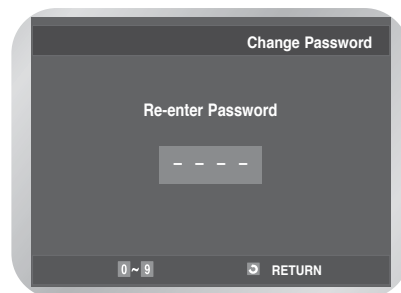 Change Password
Re-enter Password
– – – –
0 ~ 9 RETURN